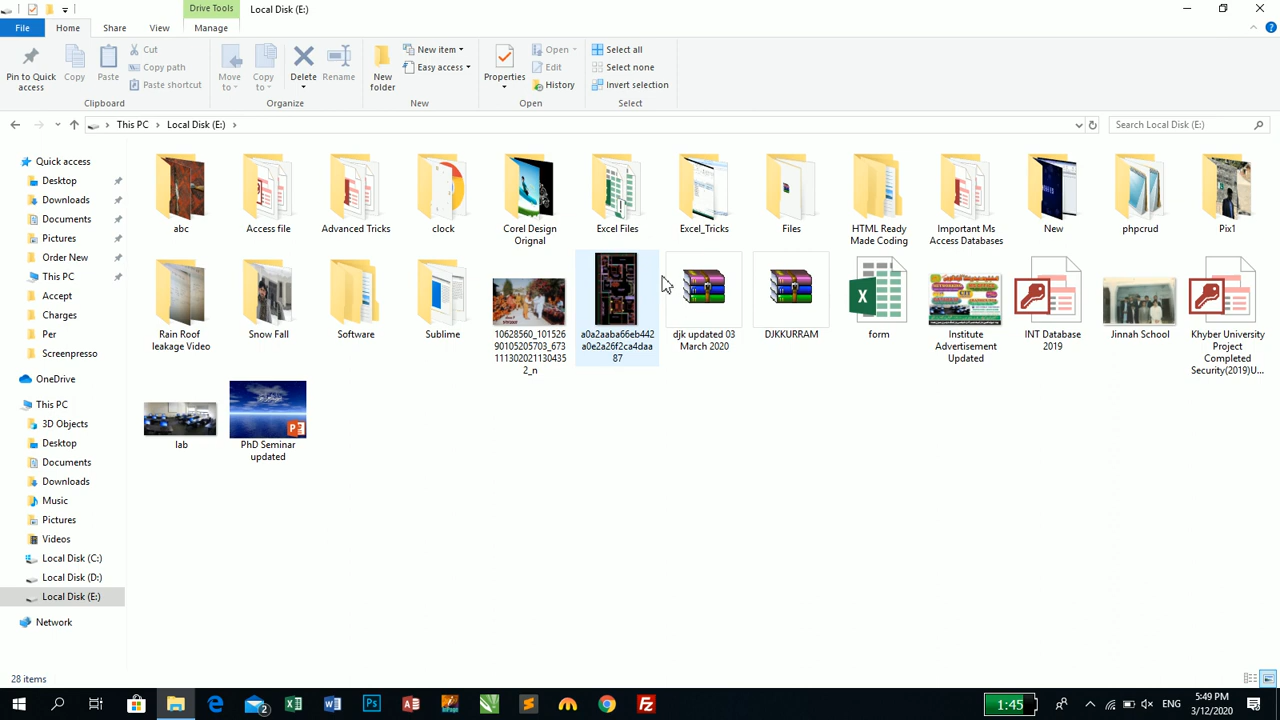 Drive Tools
Local Disk (E:)
File
Home
Share
View
Manage
Pin to Quick access
Copy
Paste
Cut
Copy path
Paste shortcut
Clipboard
Move to
Copy to
Delete
Rename
Organize
New folder
New item
Easy access
New
Properties
Open
Edit
History
Open
Select all
Select none
Invert selection
Select
This PC
Local Disk (E:)
Search Local Disk (E:)
Quick access
Desktop
Downloads
Documents
Pictures
Order New
This PC
Accept
Charges
Per
Screenpresso
OneDrive
This PC
3D Objects
Desktop
Documents
Downloads
Music
Pictures
Videos
Local Disk (C:)
Local Disk (D:)
Local Disk (E:)
Network
abc
Access file
Advanced Tricks
clock
Corel Design
Orignal
Excel Files
Excel_Tricks
Files
HTML Ready
Made Coding
Important Ms
Access Databases
New
phpcrud
Pix1
Rain Roof
leakage Video
Snow Fall
Software
Sublime
10628560_101526
90105205703_673
111302021130435
2_n
a0a2aaba66eb442
a0e2a26f2ca4daa
87
djk updated 03
March 2020
DJKKURRAM
form
Institute
Advertisement
Updated
INT Database
2019
Jinnah School
Khyber University
Project
Completed
Security(2019)U...
lab
PhD Seminar
updated
28 items
1:45
ENG
5:49 PM
3/12/2020